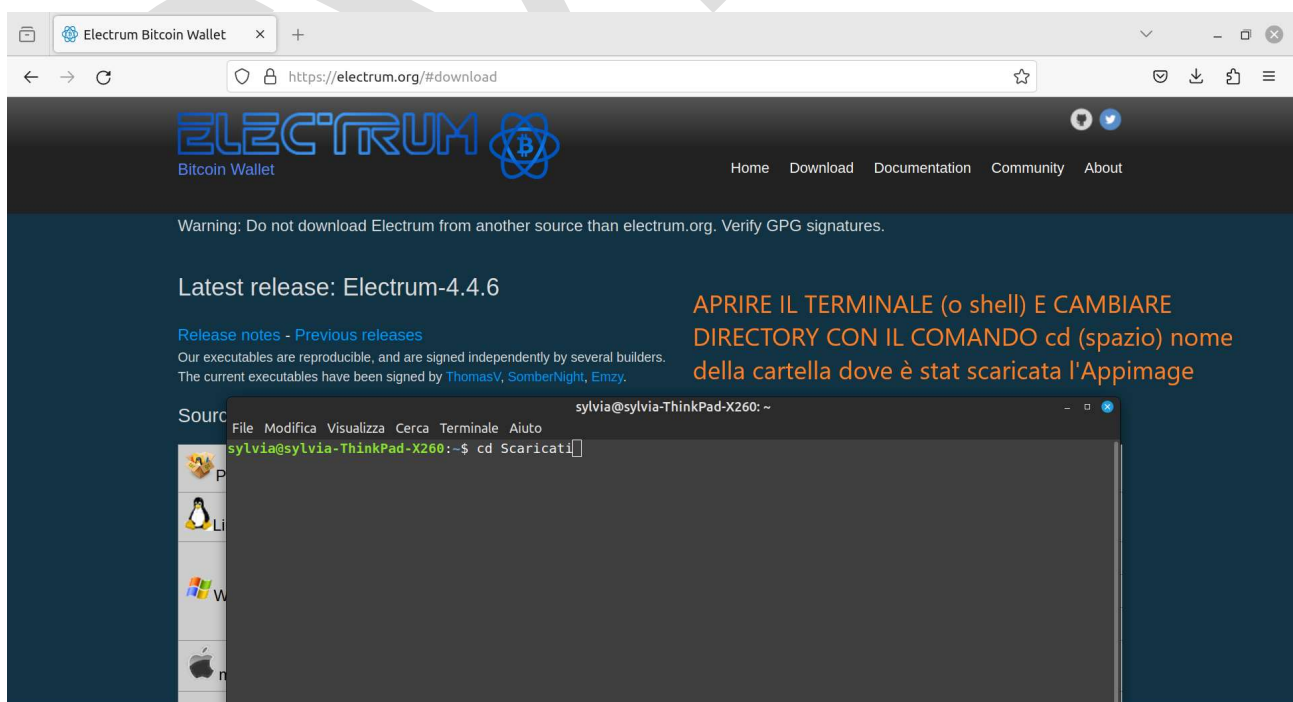 Electrum Bitcoin Wallet
https://electrum.org/#download
ELECTRUM
Bitcoin Wallet
Home Download Documentation Community About
Warning: Do not download Electrum from another source than electrum.org. Verify GPG signatures.
Latest release: Electrum-4.4.6
Release notes - Previous releases
Our executables are reproducible, and are signed independently by several builders.
The current executables have been signed by ThomasV, SomberNight, Emzy.
APRIRE IL TERMINALE (o shell) E CAMBIARE
DIRECTORY CON IL COMANDO cd (spazio) nome
della cartella dove è stat scaricata l'Appimage
Sourc
sylvia@sylvia-ThinkPad-X260: ~
File Modifica Visualizza Cerca Terminale Aiuto
sylvia@sylvia-ThinkPad-X260:~$ cd Scaricati
P
Li
W